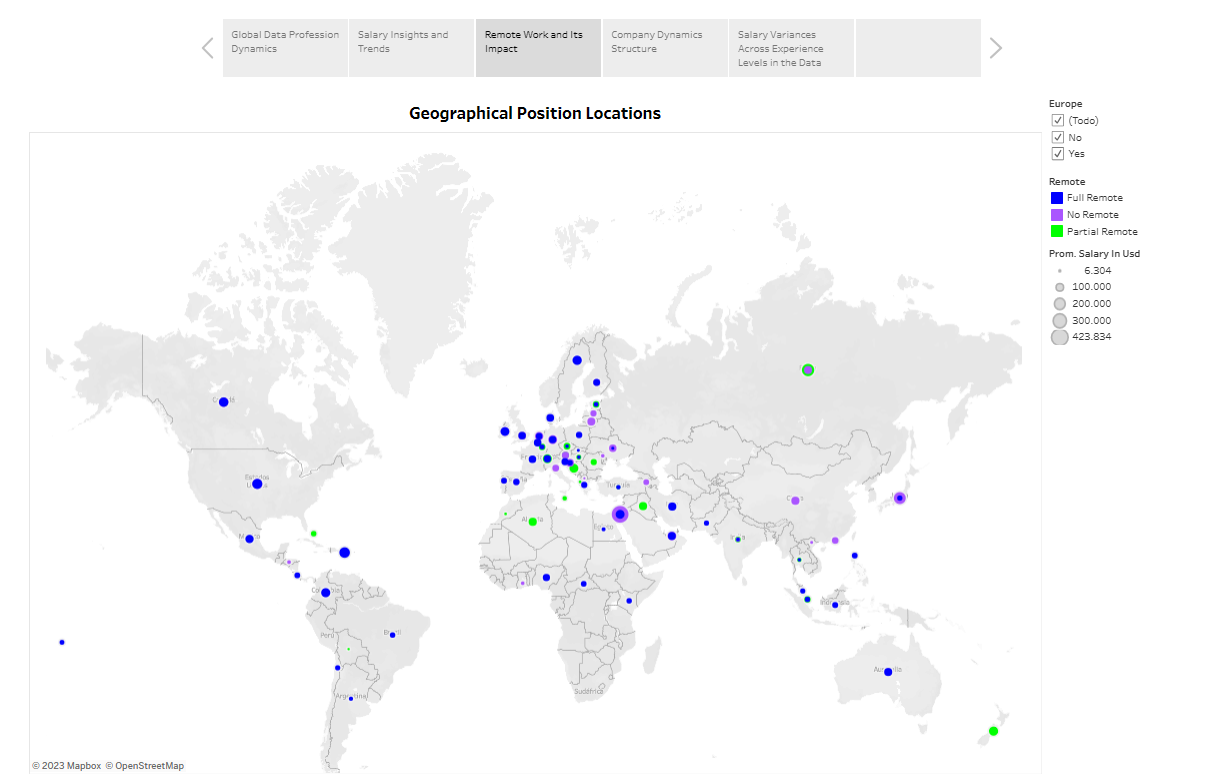 Global Data Profession
Dynamics
Salary Insights and
Trends
Remote Work and Its
Impact
Company Dynamics
Structure
Salary Variances
Across Experience
Levels in the Data
Geographical Position Locations
Europe
(Todo)
No
Yes
Remote
Full Remote
No Remote
Partial Remote
Prom. Salary In Usd
6.304
100.000
200.000
300.000
423.834
Perú
Argentina
Sudáfrica
© 2023 Mapbox © OpenStreetMap